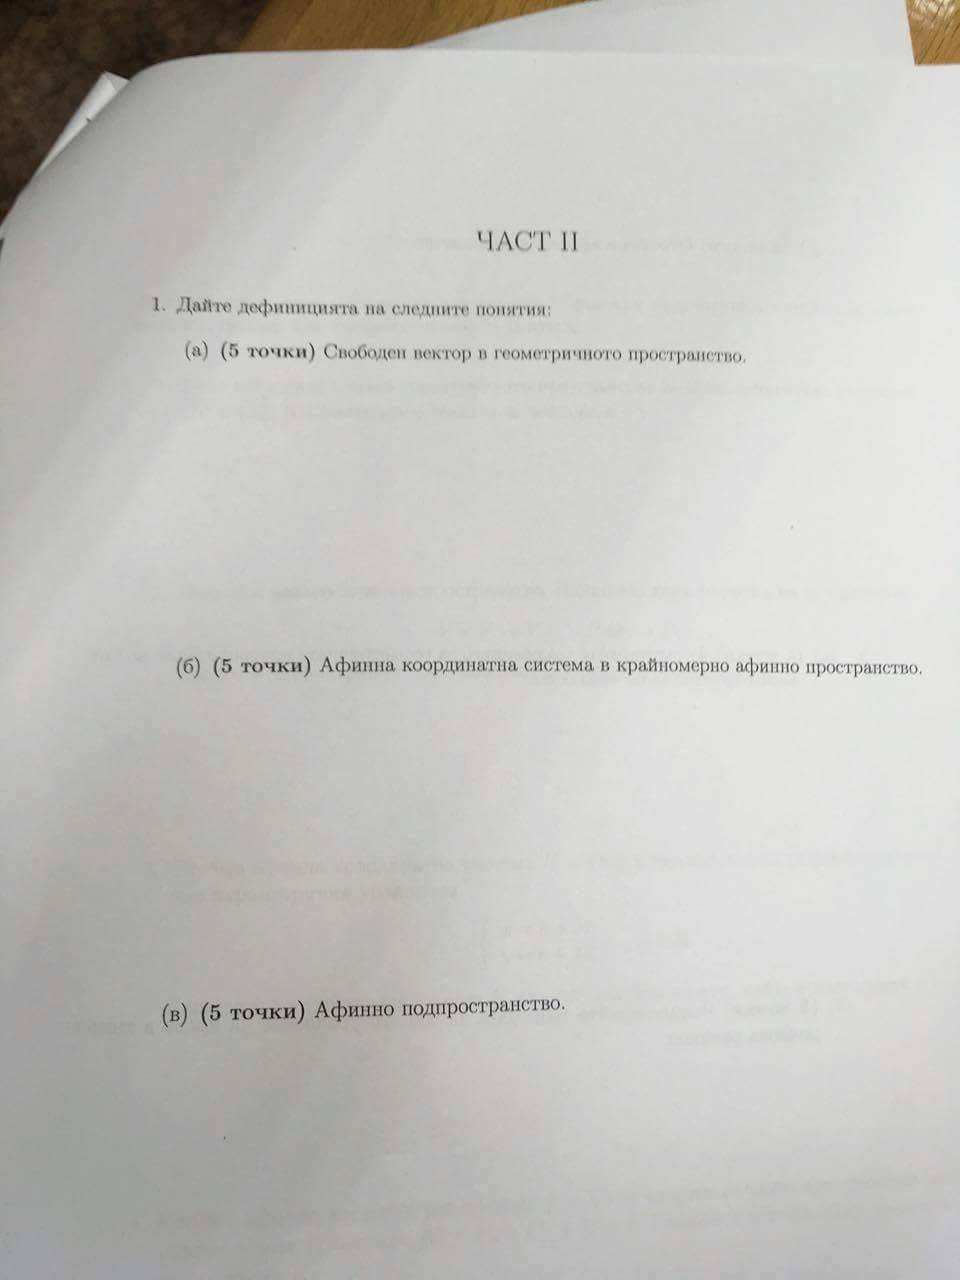 ЧАСТ II
1. Дайте дефиницията на следните понятия:
(а) (5 точки) Свободен вектор в геометричното пространство.
(б) (5 точки) Афинна координатна система в крайномерно афинно пространство.
(в) (5 точки) Афинно подпространство.